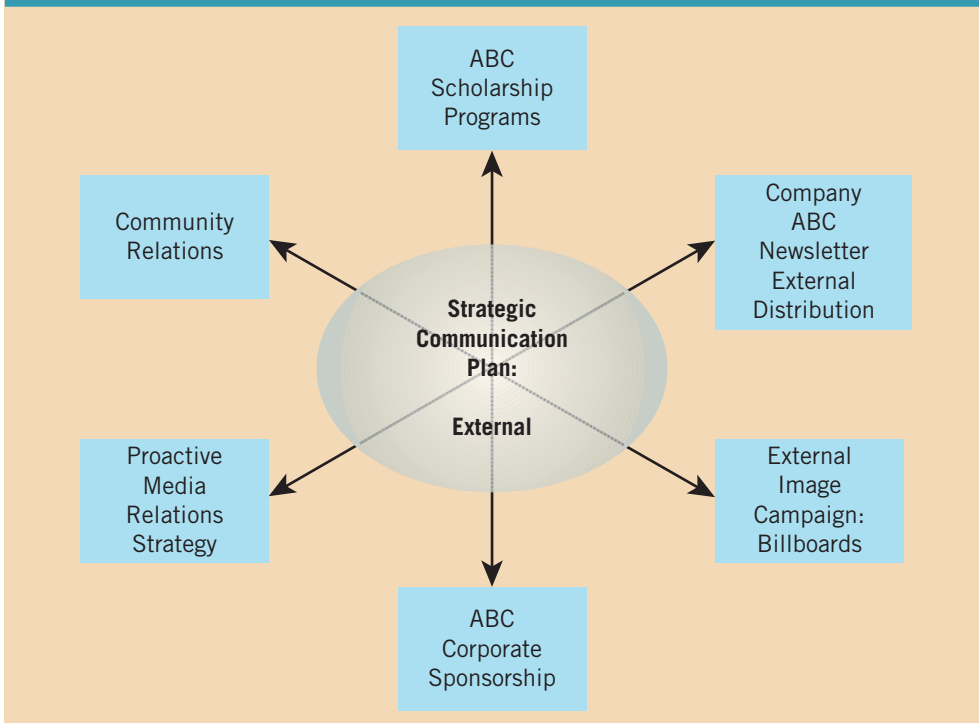 ABC
Scholarship
Programs
Community
Relations
Company
ABC
Newsletter
External
Distribution
Strategic
Communication
Plan:
External
Proactive
Media
Relations
Strategy
External
Image
Campaign:
Billboards
ABC
Corporate
Sponsorship